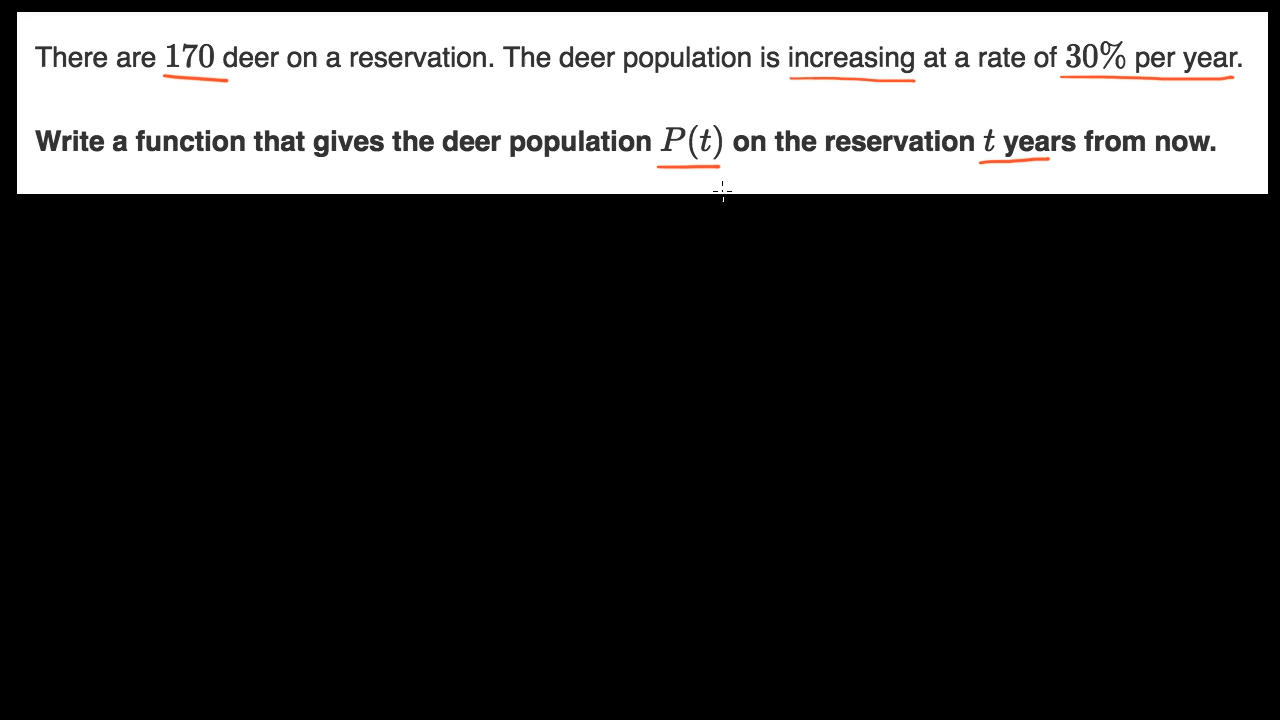 There are 170 deer on a reservation. The deer population is increasing at a rate of 30% per year.
Write a function that gives the deer population P(t) on the reservation t years from now.